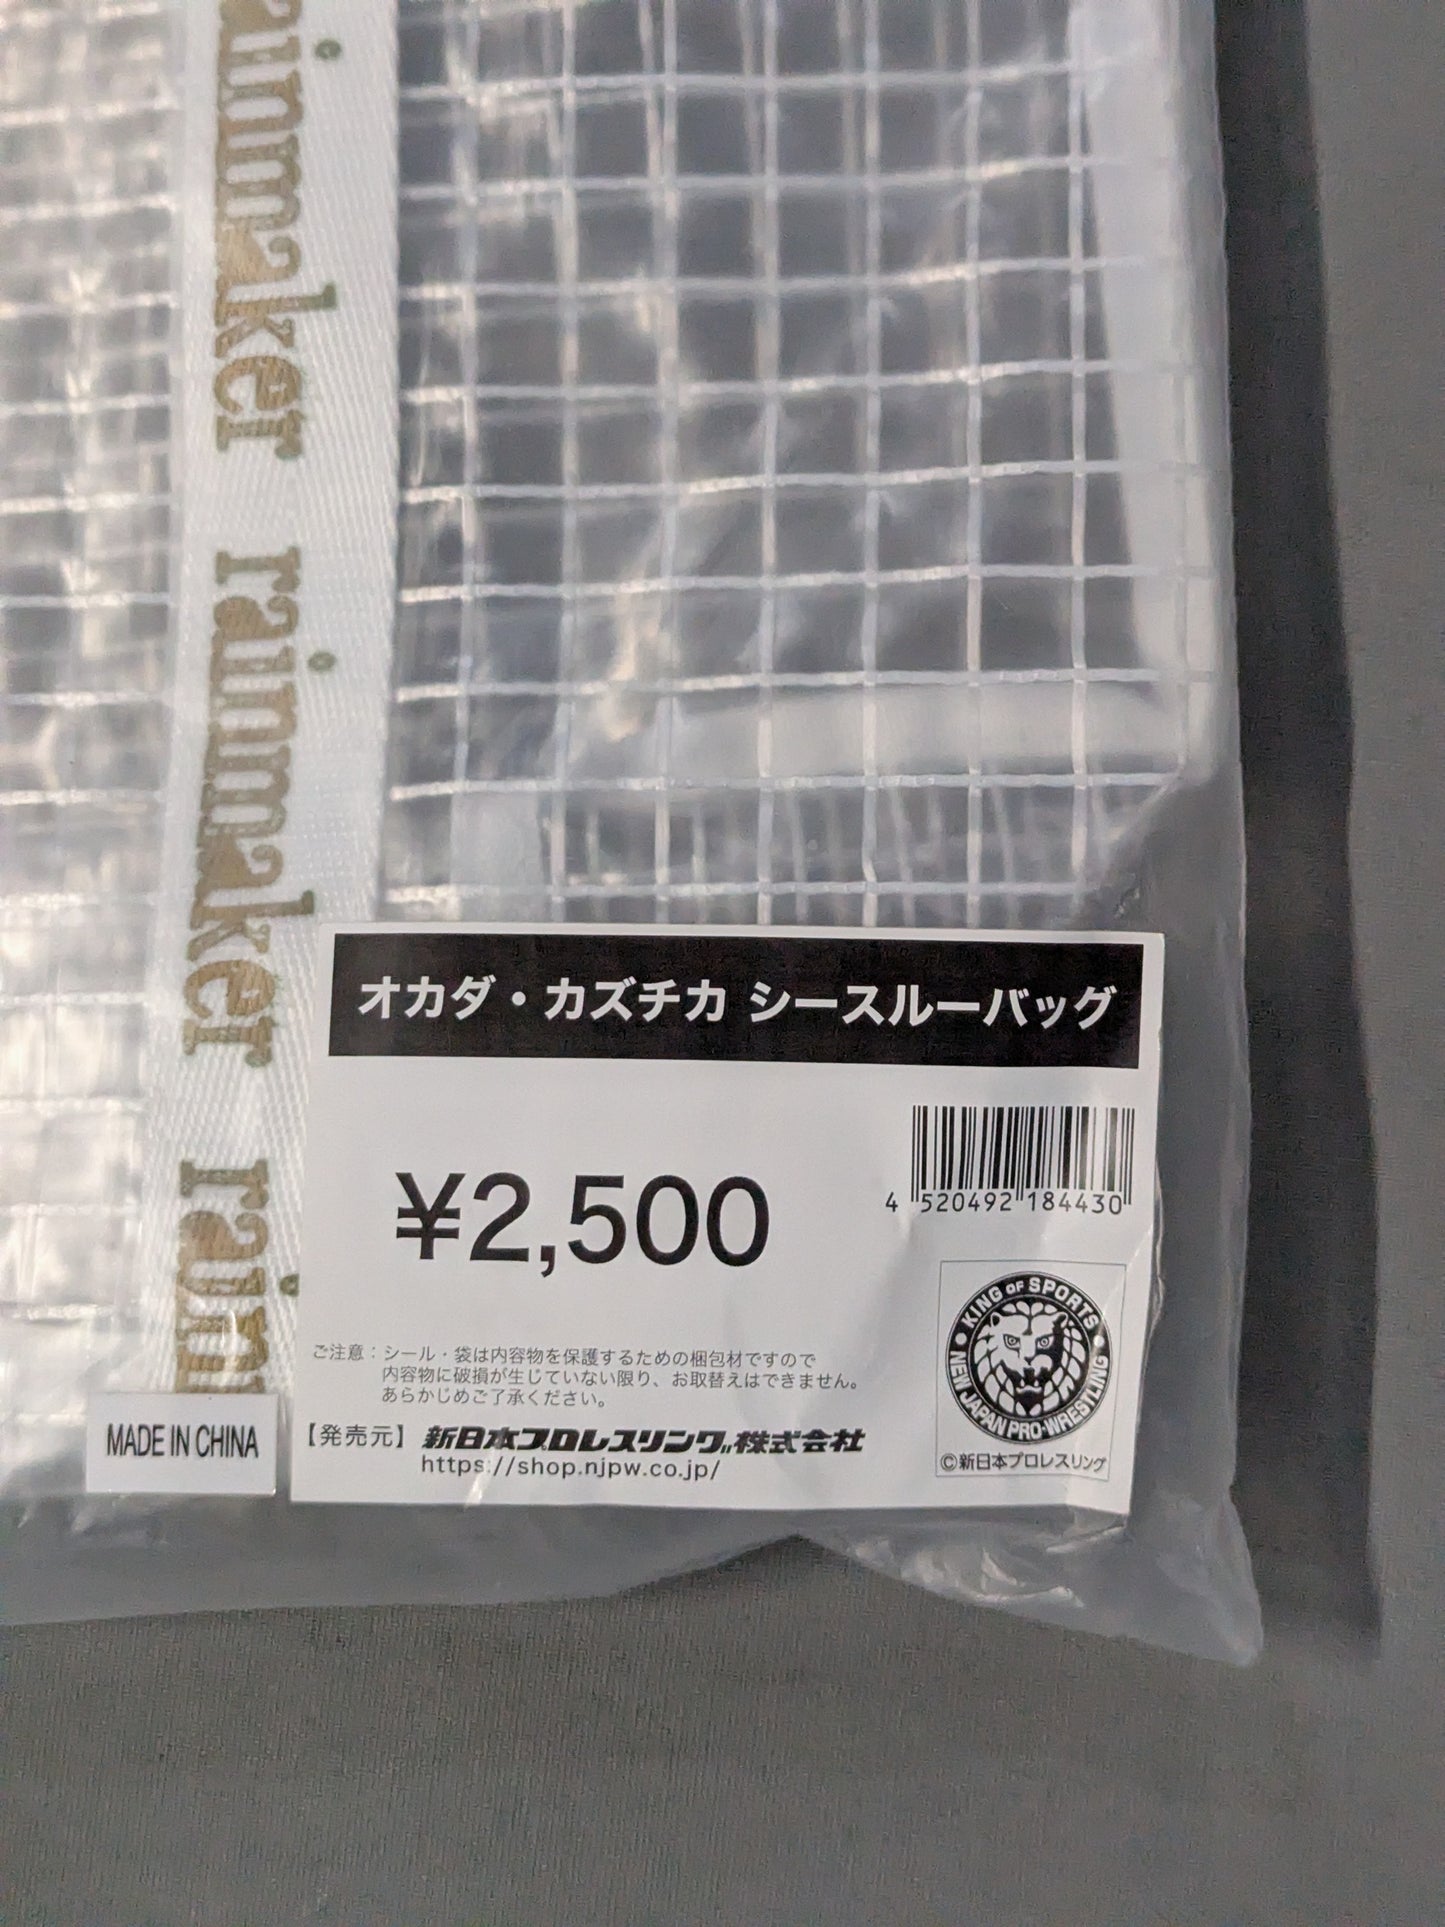 rainmaker
rainmaker
オカダ・カズチカ シースルーバッグ
¥2,500
4 520492 184430
KING OF SPORTS
NEW JAPAN PRO-WRESTLING
©新日本プロレスリング
ご注意：シール・袋は内容物を保護するための梱包材ですので
内容物に破損が生じていない限り、お取替えはできません。
あらかじめご了承ください。
【発売元】新日本プロレスリング株式会社
https://shop.njpw.co.jp/
MADE IN CHINA